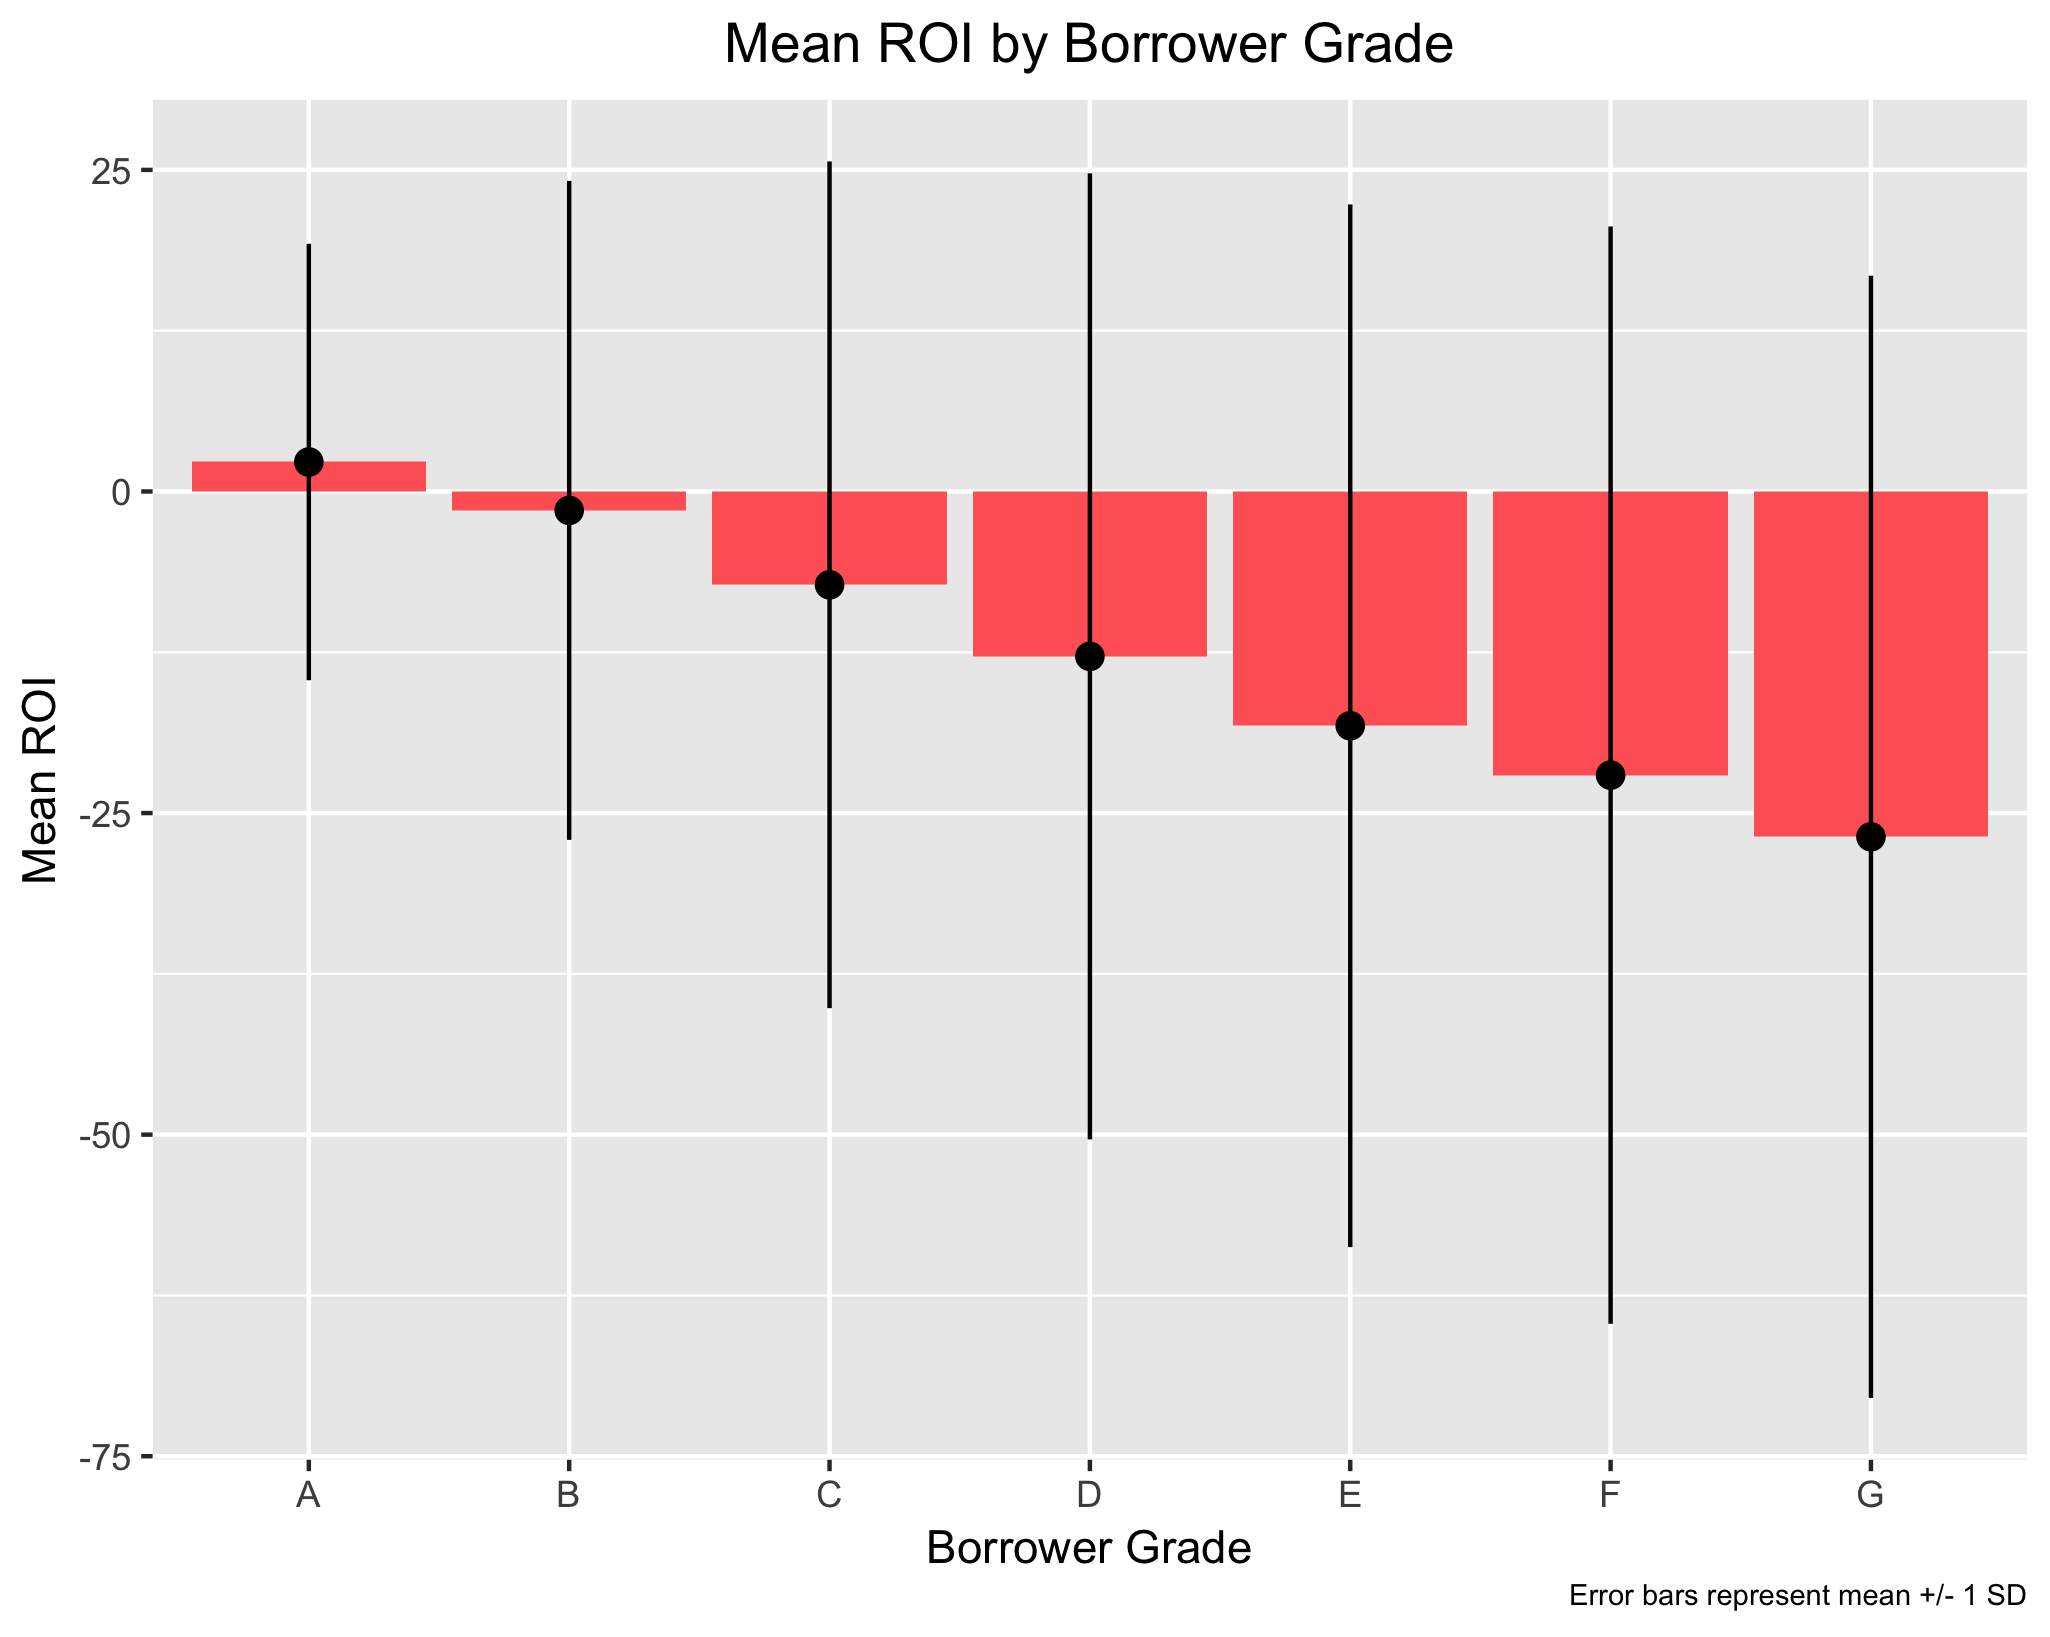 Mean ROI by Borrower Grade
Mean ROI
25
0
-25
-50
-75
A B C D E F G
Borrower Grade
Error bars represent mean +/- 1 SD